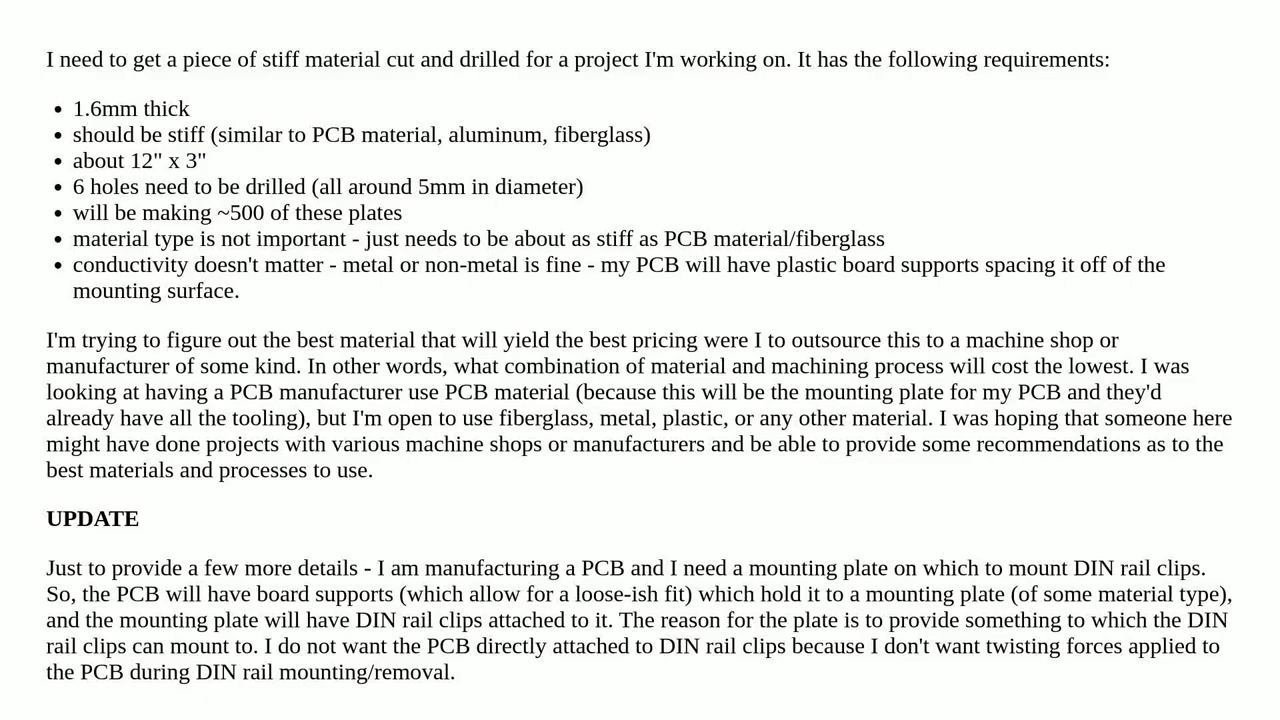 I need to get a piece of stiff material cut and drilled for a project I'm working on. It has the following requirements:
• 1.6mm thick
• should be stiff (similar to PCB material, aluminum, fiberglass)
• about 12" x 3"
• 6 holes need to be drilled (all around 5mm in diameter)
• will be making ~500 of these plates
• material type is not important - just needs to be about as stiff as PCB material/fiberglass
• conductivity doesn't matter - metal or non-metal is fine - my PCB will have plastic board supports spacing it off of the
mounting surface.
I'm trying to figure out the best material that will yield the best pricing were I to outsource this to a machine shop or
manufacturer of some kind. In other words, what combination of material and machining process will cost the lowest. I was
looking at having a PCB manufacturer use PCB material (because this will be the mounting plate for my PCB and they'd
already have all the tooling), but I'm open to use fiberglass, metal, plastic, or any other material. I was hoping that someone here
might have done projects with various machine shops or manufacturers and be able to provide some recommendations as to the
best materials and processes to use.
UPDATE
Just to provide a few more details - I am manufacturing a PCB and I need a mounting plate on which to mount DIN rail clips.
So, the PCB will have board supports (which allow for a loose-ish fit) which hold it to a mounting plate (of some material type),
and the mounting plate will have DIN rail clips attached to it. The reason for the plate is to provide something to which the DIN
rail clips can mount to. I do not want the PCB directly attached to DIN rail clips because I don't want twisting forces applied to
the PCB during DIN rail mounting/removal.